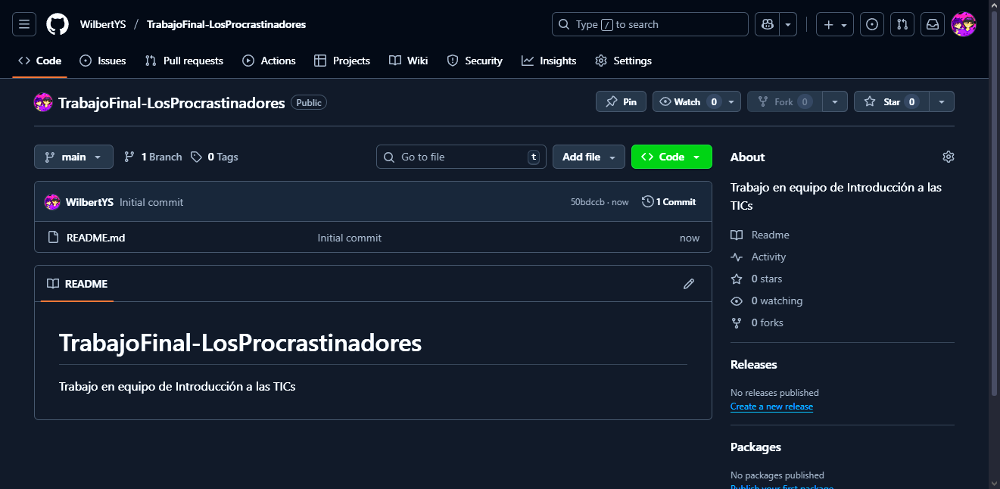 WilbertYS / TrabajoFinal-LosProcrastinadores Type / to search
Code Issues Pull requests Actions Projects Wiki Security Insights Settings
TrabajoFinal-LosProcrastinadores Public Pin Watch 0 Fork 0 Star 0
main 1 Branch 0 Tags Go to file t Add file Code
WilbertYS Initial commit 50bdccb · now 1 Commit
README.md Initial commit now
README
TrabajoFinal-LosProcrastinadores
Trabajo en equipo de Introducción a las TICs
About
Trabajo en equipo de Introducción a las
TICs
Readme
Activity
0 stars
0 watching
0 forks
Releases
No releases published
Create a new release
Packages
No packages published
Publish your first package